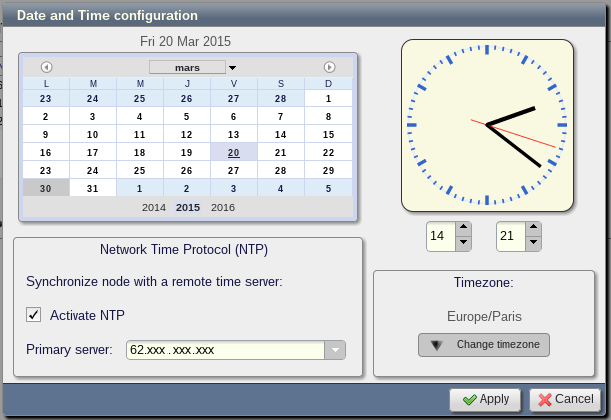 Date and Time configuration
Fri 20 Mar 2015
mars
L M M J V S D
23 24 25 26 27 28 1
2 3 4 5 6 7 8
9 10 11 12 13 14 15
16 17 18 19 20 21 22
23 24 25 26 27 28 29
30 31 1 2 3 4 5
2014 2015 2016
14 21
Network Time Protocol (NTP)
Synchronize node with a remote time server:
Activate NTP
Primary server: 62.xxx.xxx.xxx
Timezone:
Europe/Paris
Change timezone
Apply Cancel